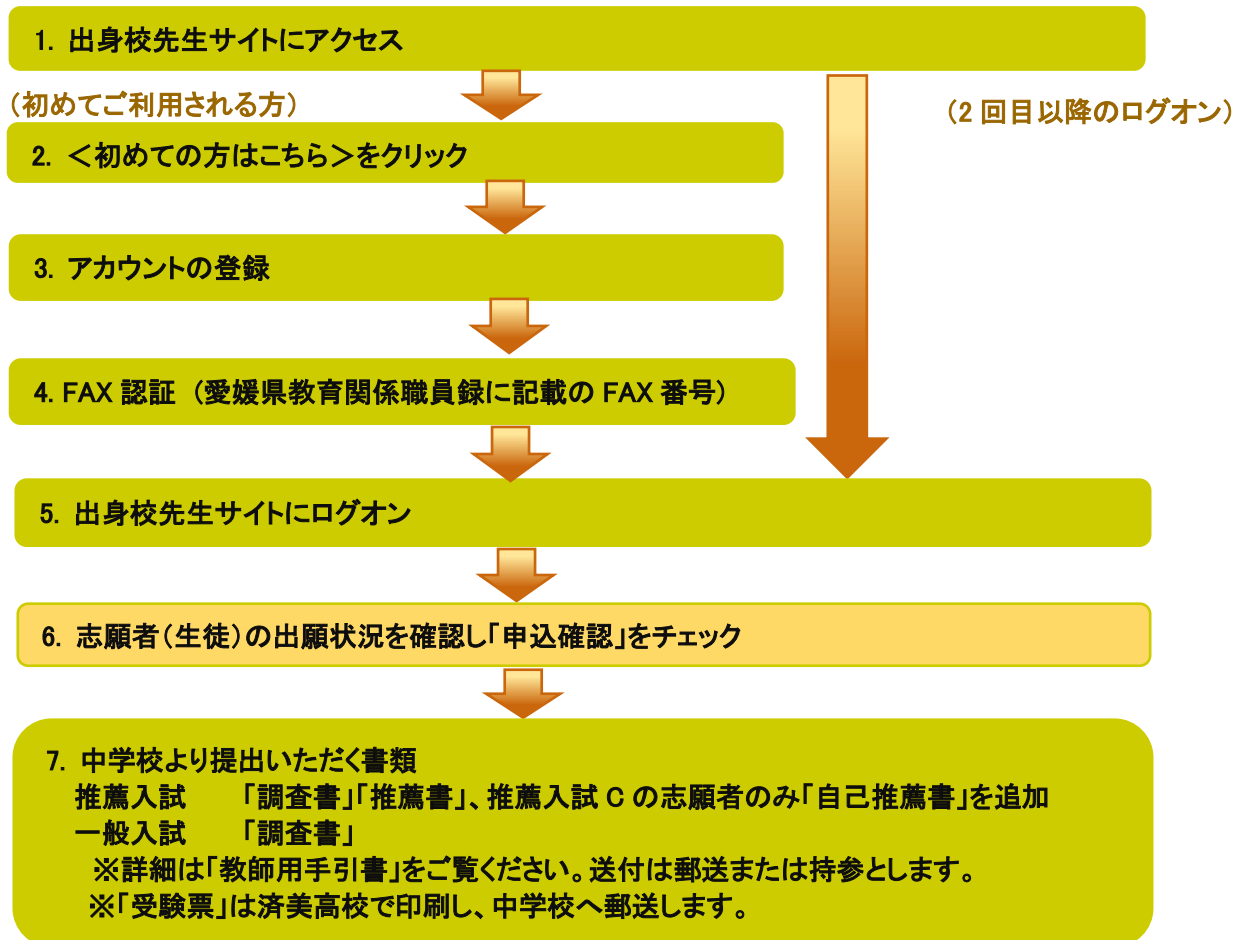 1. 出身校先生サイトにアクセス
（初めてご利用される方）
（2 回目以降のログオン）
2. ＜初めての方はこちら＞をクリック
3. アカウントの登録
4. FAX 認証 （愛媛県教育関係職員録に記載の FAX 番号）
5. 出身校先生サイトにログオン
6. 志願者（生徒）の出願状況を確認し「申込確認」をチェック
7. 中学校より提出いただく書類
推薦入試 「調査書」「推薦書」、推薦入試 C の志願者のみ「自己推薦書」を追加
一般入試 「調査書」
※詳細は「教師用手引書」をご覧ください。送付は郵送または持参とします。
※「受験票」は済美高校で印刷し、中学校へ郵送します。